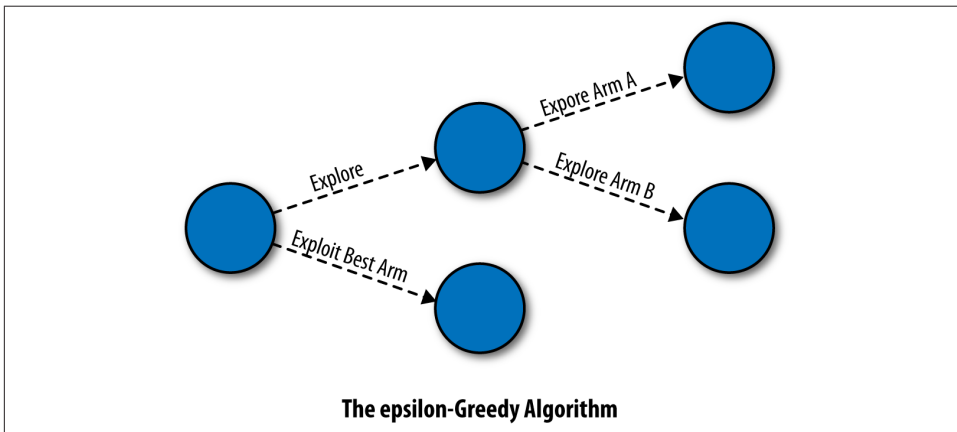 Expore Arm A
Explore
Explore Arm B
Exploit Best Arm
The epsilon-Greedy Algorithm